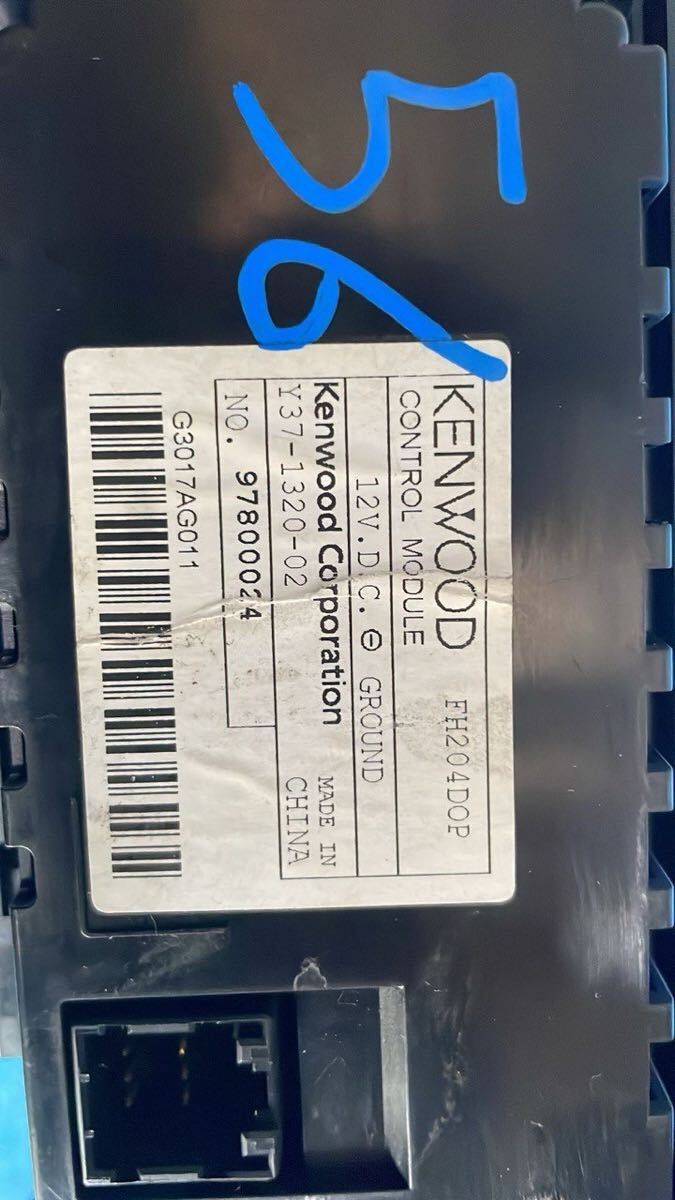 56
KENWOOD FH204DOP
CONTROL MODULE
12V.D.C. ⊖ GROUND
Kenwood Corporation MADE IN
Y37-1320-02 CHINA
NO. 97800024
G3017AG011